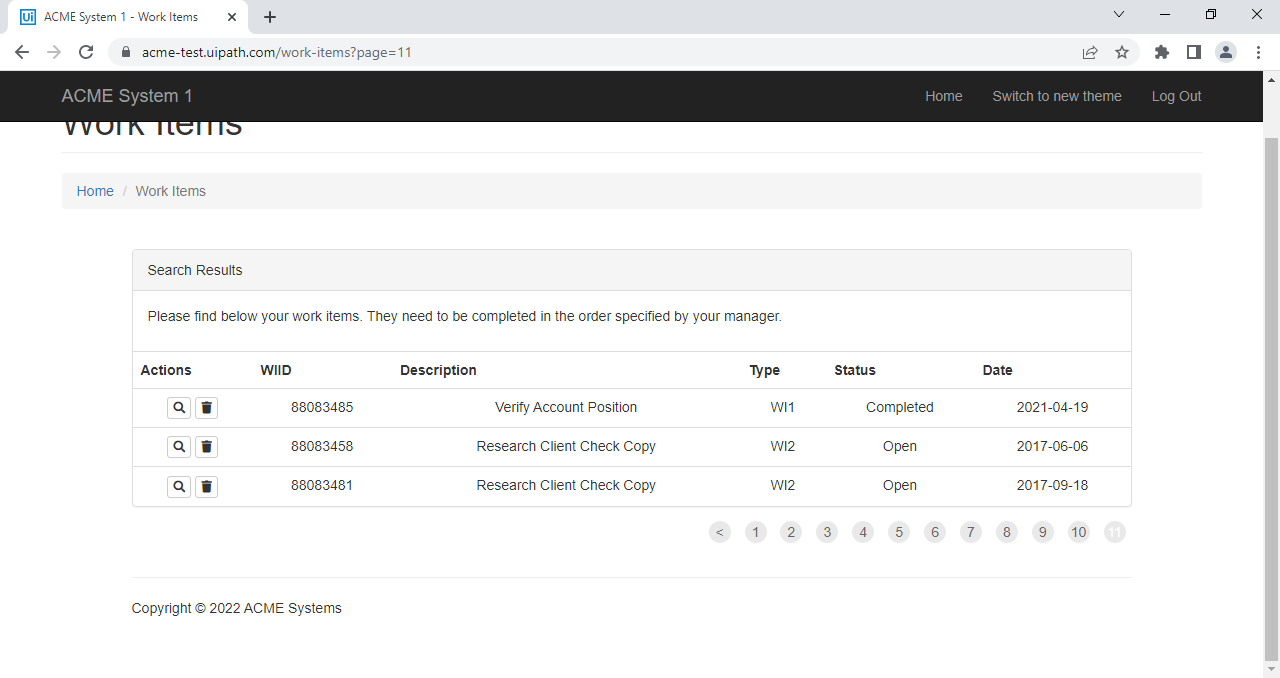 ACME System 1 - Work Items
acme-test.uipath.com/work-items?page=11
ACME System 1 Home Switch to new theme Log Out
Work Items
Home / Work Items
Search Results
Please find below your work items. They need to be completed in the order specified by your manager.
Actions WIID Description Type Status Date
88083485 Verify Account Position WI1 Completed 2021-04-19
88083458 Research Client Check Copy WI2 Open 2017-06-06
88083481 Research Client Check Copy WI2 Open 2017-09-18
< 1 2 3 4 5 6 7 8 9 10 11
Copyright © 2022 ACME Systems